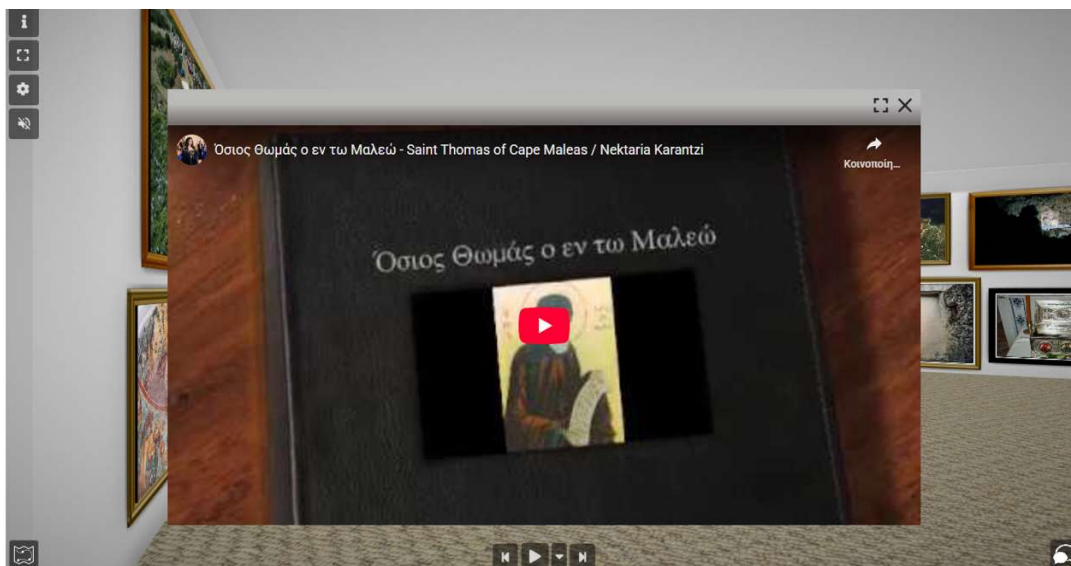 Όσιος Θωμάς ο εν τω Μαλεώ - Saint Thomas of Cape Maleas / Nektaria Karantzi
Κοινοποίη...
Όσιος Θωμάς ο εν τω Μαλεώ